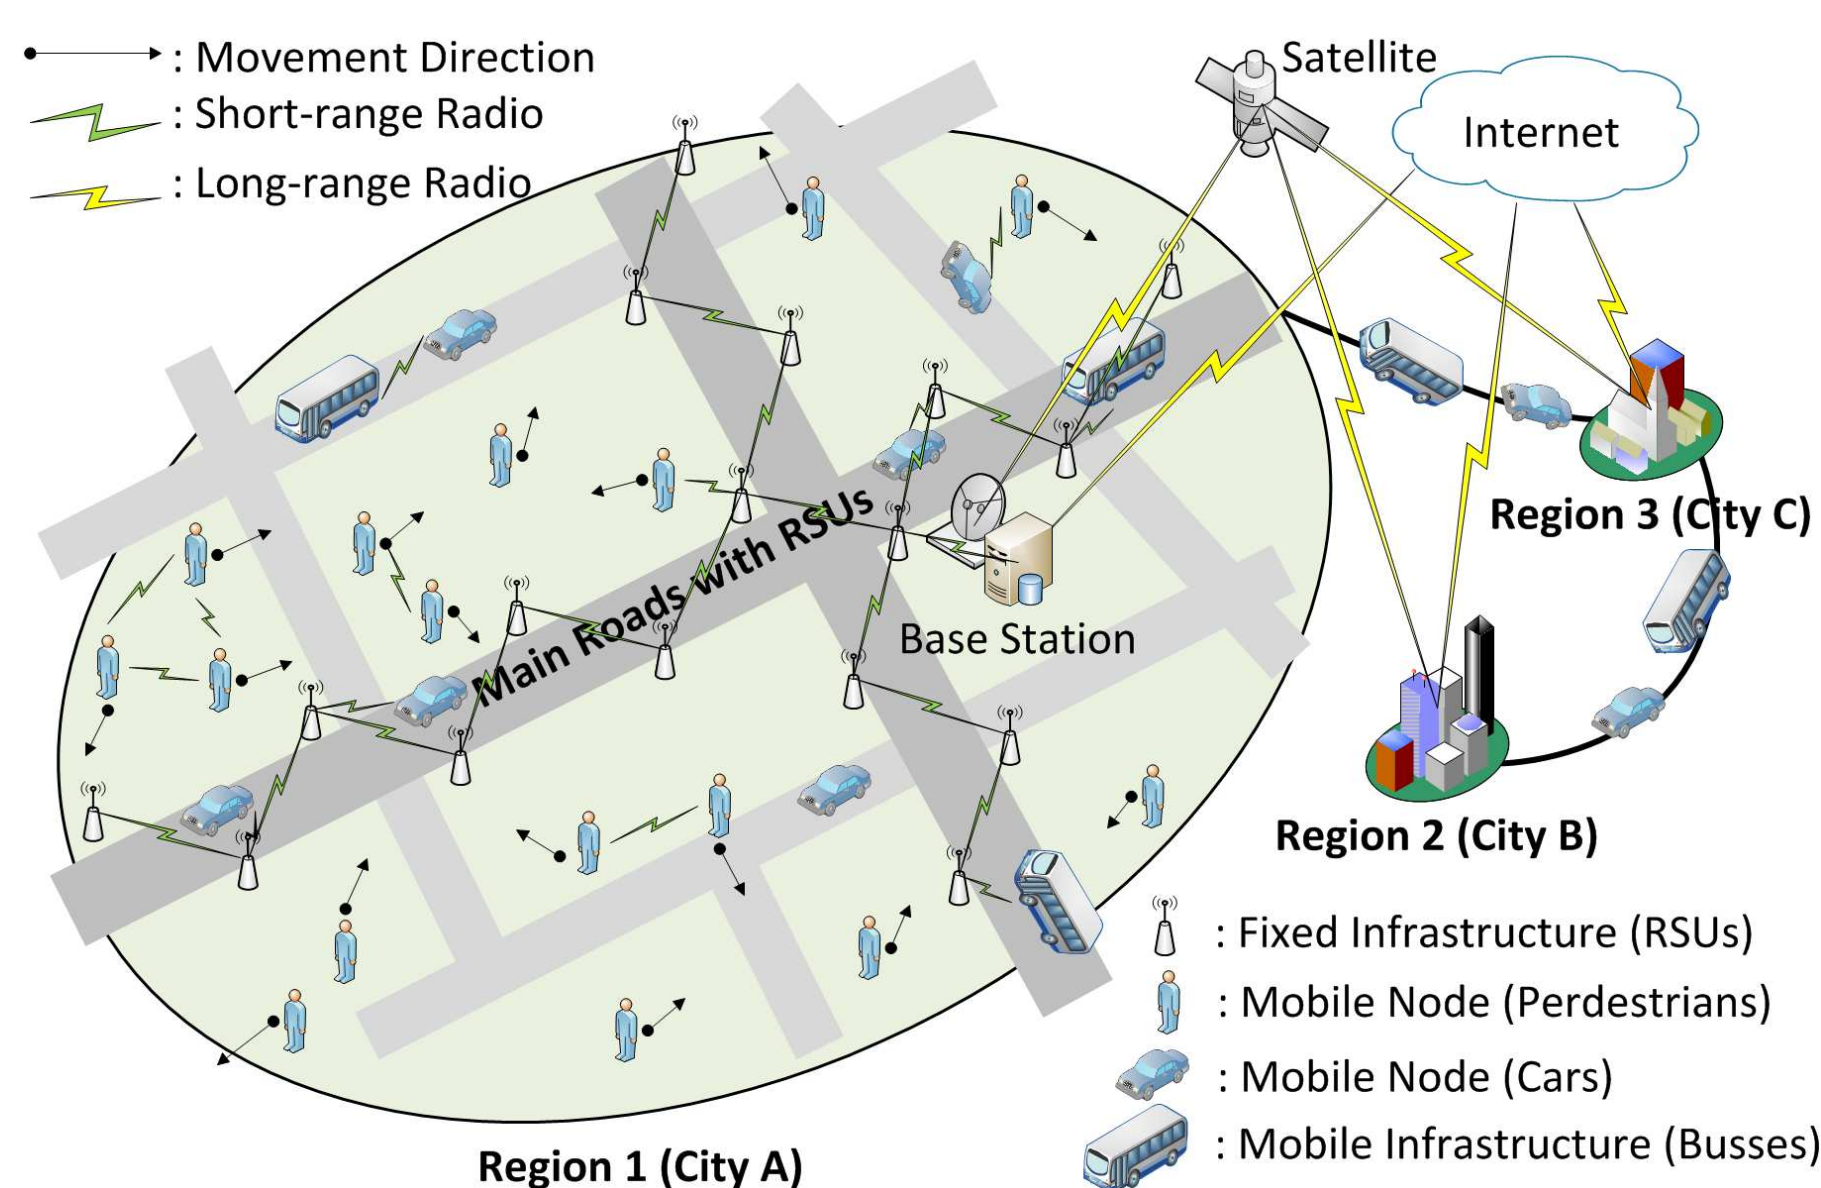 : Movement Direction
: Short-range Radio
: Long-range Radio
Satellite
Internet
Main Roads with RSUs
Base Station
Region 3 (City C)
Region 2 (City B)
: Fixed Infrastructure (RSUs)
: Mobile Node (Perdestrians)
: Mobile Node (Cars)
: Mobile Infrastructure (Busses)
Region 1 (City A)